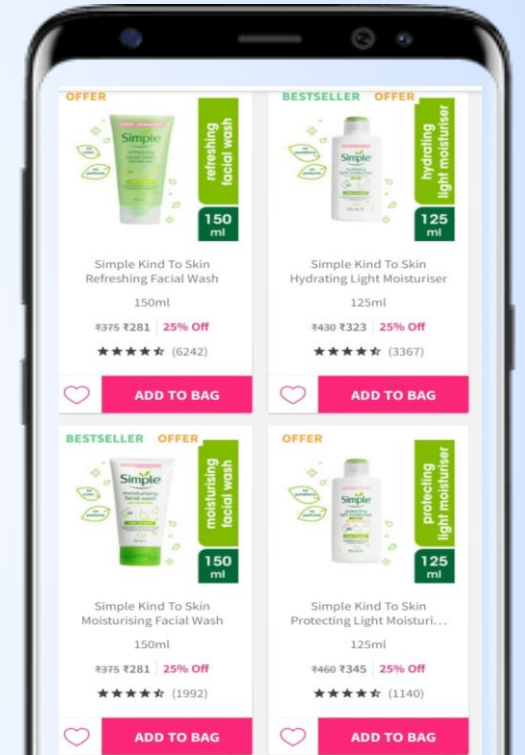 OFFER
Simple
refreshing
facial wash
150
ml
Simple Kind To Skin
Refreshing Facial Wash
150ml
₹375 ₹281 25% Off
(6242)
ADD TO BAG
BESTSELLER OFFER
Simple
hydrating
light moisturiser
125
ml
Simple Kind To Skin
Hydrating Light Moisturiser
125ml
₹430 ₹323 25% Off
(3367)
ADD TO BAG
BESTSELLER OFFER
Simple
moisturising
facial wash
moisturising
facial wash
150
ml
Simple Kind To Skin
Moisturising Facial Wash
150ml
₹375 ₹281 25% Off
(1992)
ADD TO BAG
OFFER
Simple
protecting
light moisturiser
125
ml
Simple Kind To Skin
Protecting Light Moisturi...
125ml
₹460 ₹345 25% Off
(1140)
ADD TO BAG